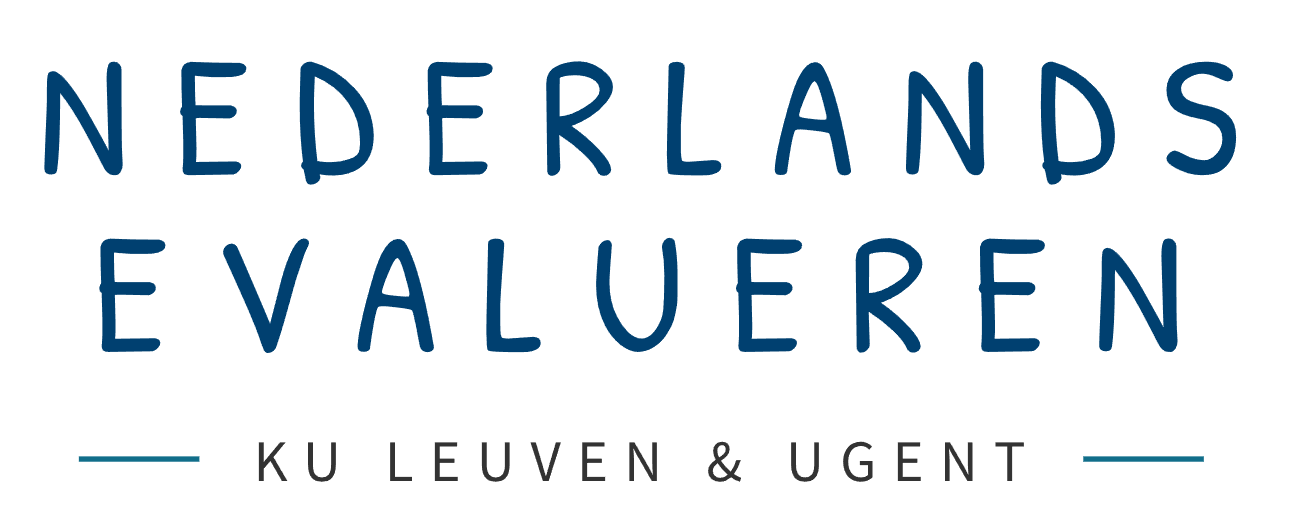 NEDERLANDS
EVALUEREN
KU LEUVEN & UGENT